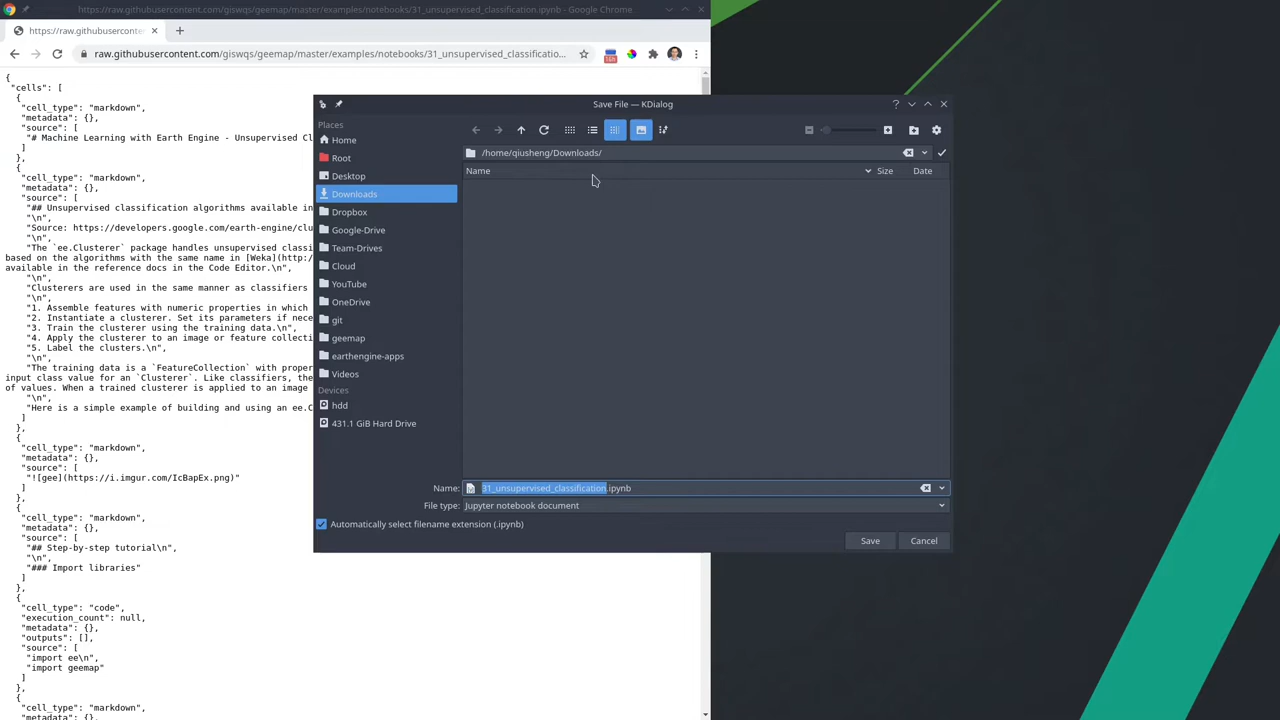 https://raw.githubusercontent.com/giswqs/geemap/master/examples/notebooks/31_unsupervised_classification.ipynb - Google Chrome
https://raw.githubusercontent.
raw.githubusercontent.com/giswqs/geemap/master/examples/notebooks/31_unsupervised_classificatio...
{
"cells": [
{
"cell_type": "markdown",
"metadata": {},
"source": [
"# Machine Learning with Earth Engine - Unsupervised Cl
]
},
{
"cell_type": "markdown",
"metadata": {},
"source": [
"## Unsupervised classification algorithms available in
"\n",
"Source: https://developers.google.com/earth-engine/clu
"\n",
"The `ee.Clusterer` package handles unsupervised classi
based on the algorithms with the same name in [Weka](http:/
available in the reference docs in the Code Editor.\n",
"\n",
"Clusterers are used in the same manner as classifiers
"\n",
"1. Assemble features with numeric properties in which
"2. Instantiate a clusterer. Set its parameters if nece
"3. Train the clusterer using the training data.\n",
"4. Apply the clusterer to an image or feature collecti
"5. Label the clusters.\n",
"\n",
"The training data is a `FeatureCollection` with proper
input class value for an `Clusterer`. Like classifiers, the
of values. When a trained clusterer is applied to an image
"\n",
"Here is a simple example of building and using an ee.C
]
},
{
"cell_type": "markdown",
"metadata": {},
"source": [
"![gee](https://i.imgur.com/IcBapEx.png)"
]
},
{
"cell_type": "markdown",
"metadata": {},
"source": [
"## Step-by-step tutorial\n",
"\n",
"### Import libraries"
]
},
{
"cell_type": "code",
"execution_count": null,
"metadata": {},
"outputs": [],
"source": [
"import ee\n",
"import geemap"
]
},
{
"cell_type": "markdown",
"metadata": {},
Save File — KDialog
?
Places
Home
Root
Desktop
Downloads
Dropbox
Google-Drive
Team-Drives
Cloud
YouTube
OneDrive
git
geemap
earthengine-apps
Videos
Devices
hdd
431.1 GiB Hard Drive
/home/qiusheng/Downloads/
Name Size Date
Name: 31_unsupervised_classification.ipynb
File type: Jupyter notebook document
Automatically select filename extension (.ipynb)
Save Cancel